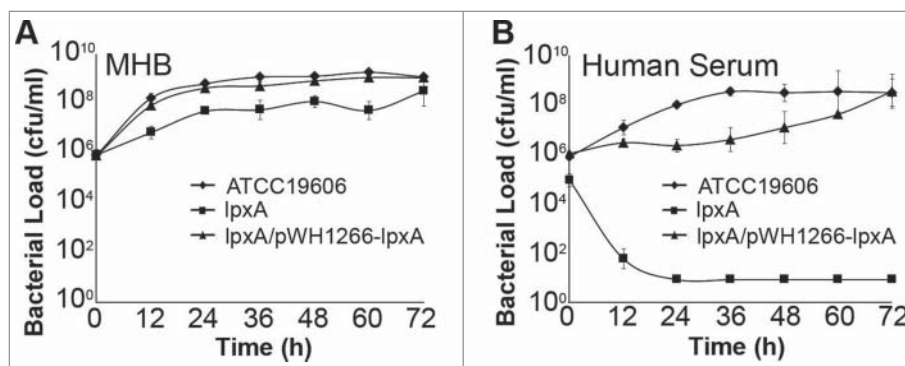 A
MHB
Bacterial Load (cfu/ml)
10^10
10^8
10^6
10^4
10^2
10^0
ATCC19606
lpxA
lpxA/pWH1266-lpxA
0 12 24 36 48 60 72
Time (h)
B
Human Serum
Bacterial Load (cfu/ml)
10^10
10^8
10^6
10^4
10^2
10^0
ATCC19606
lpxA
lpxA/pWH1266-lpxA
0 12 24 36 48 60 72
Time (h)